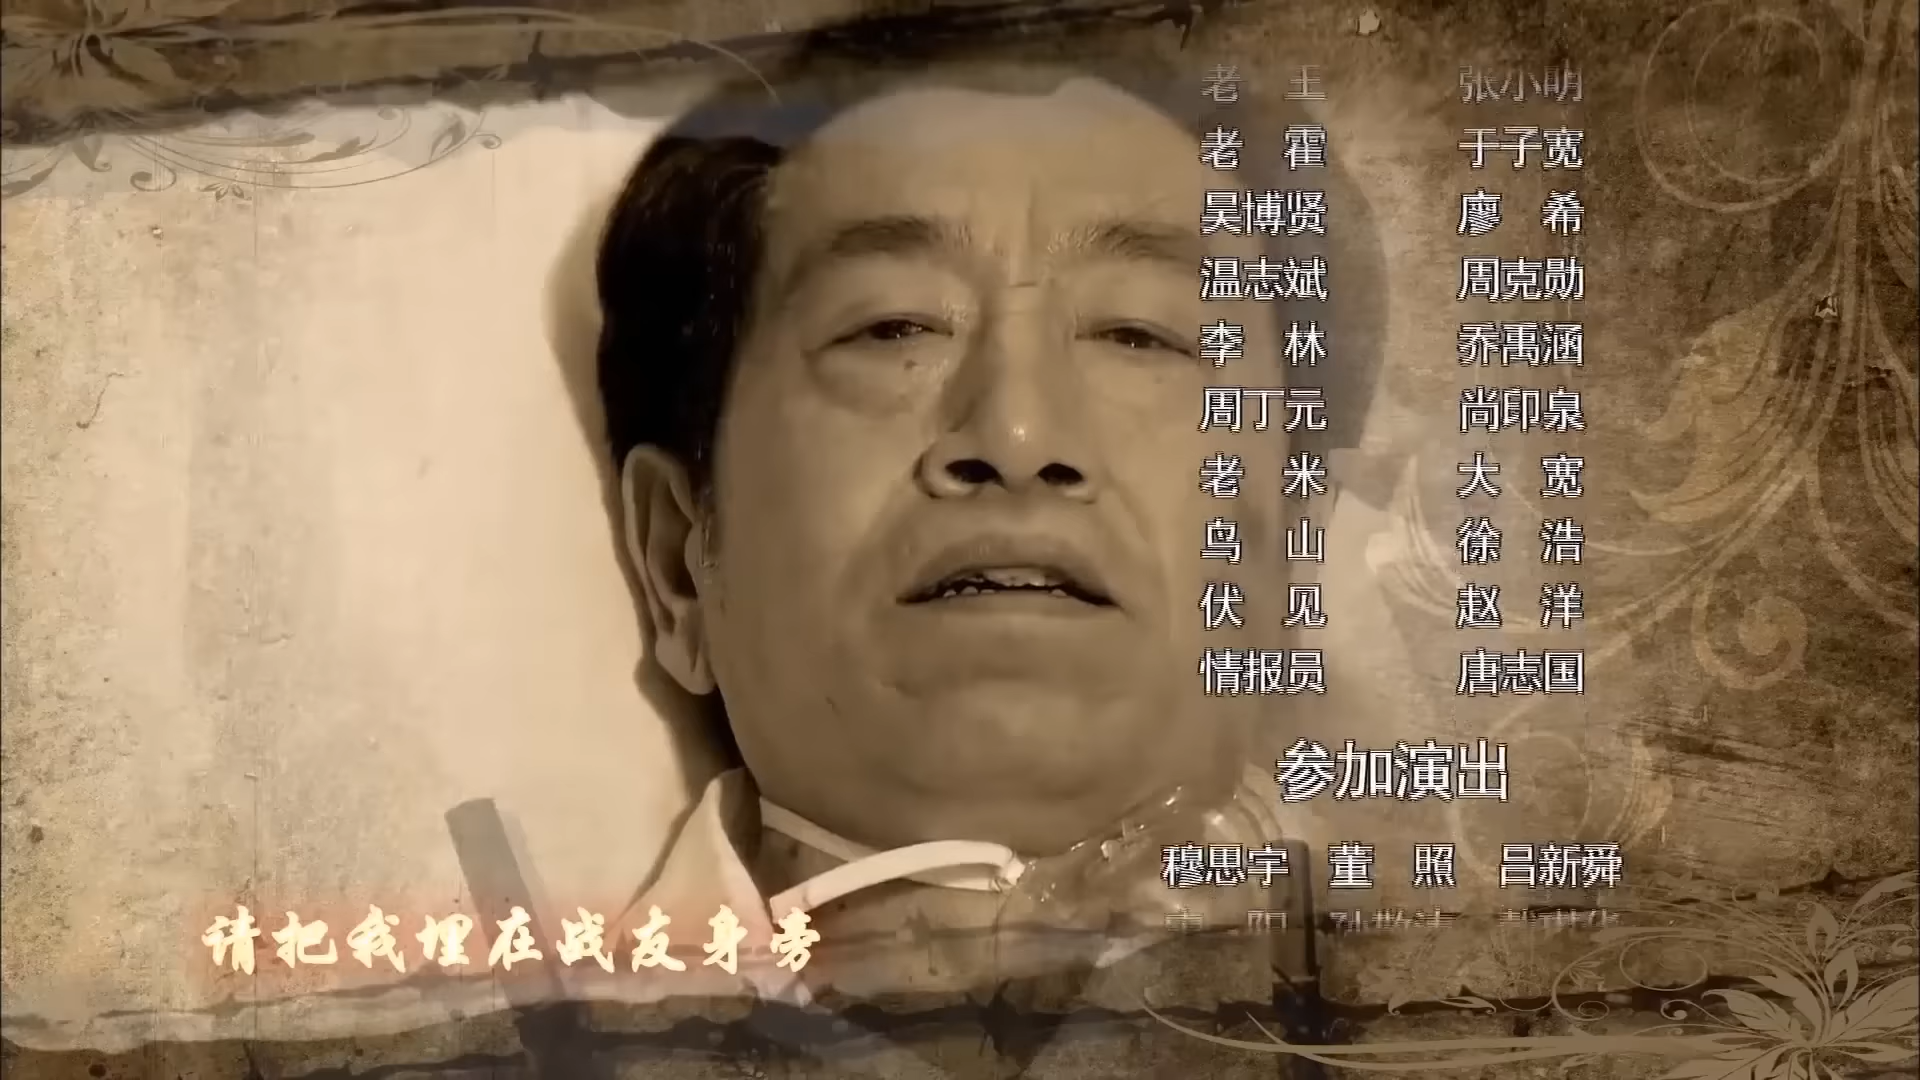 老　王　张小明
老　霍　于子宽
吴博贤　廖　希
温志斌　周克勋
李　林　乔禹涵
周丁元　尚印泉
老　米　大　宽
鸟　山　徐　浩
伏　见　赵　洋
情报员　唐志国
参加演出
穆思宇　董　照　吕新舜
请把我埋在战友身旁